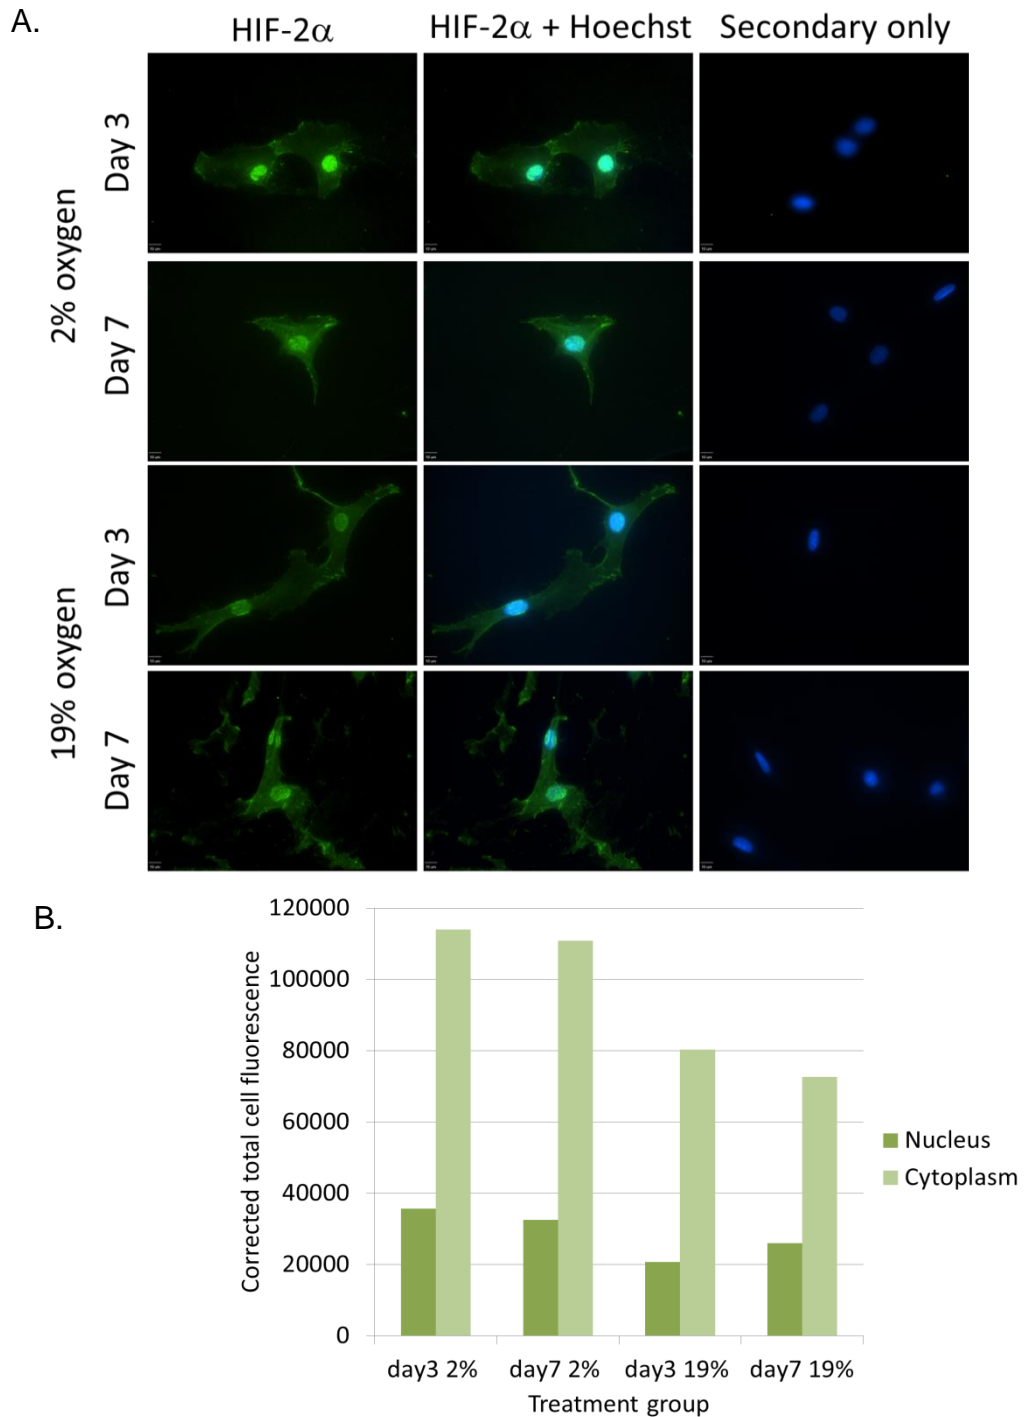 A.
HIF-2α
HIF-2α + Hoechst
Secondary only
2% oxygen
Day 3
Day 7
19% oxygen
Day 3
Day 7
B.
Corrected total cell fluorescence
120000
100000
80000
60000
40000
20000
0
day3 2%
day7 2%
day3 19%
day7 19%
Treatment group
Nucleus
Cytoplasm